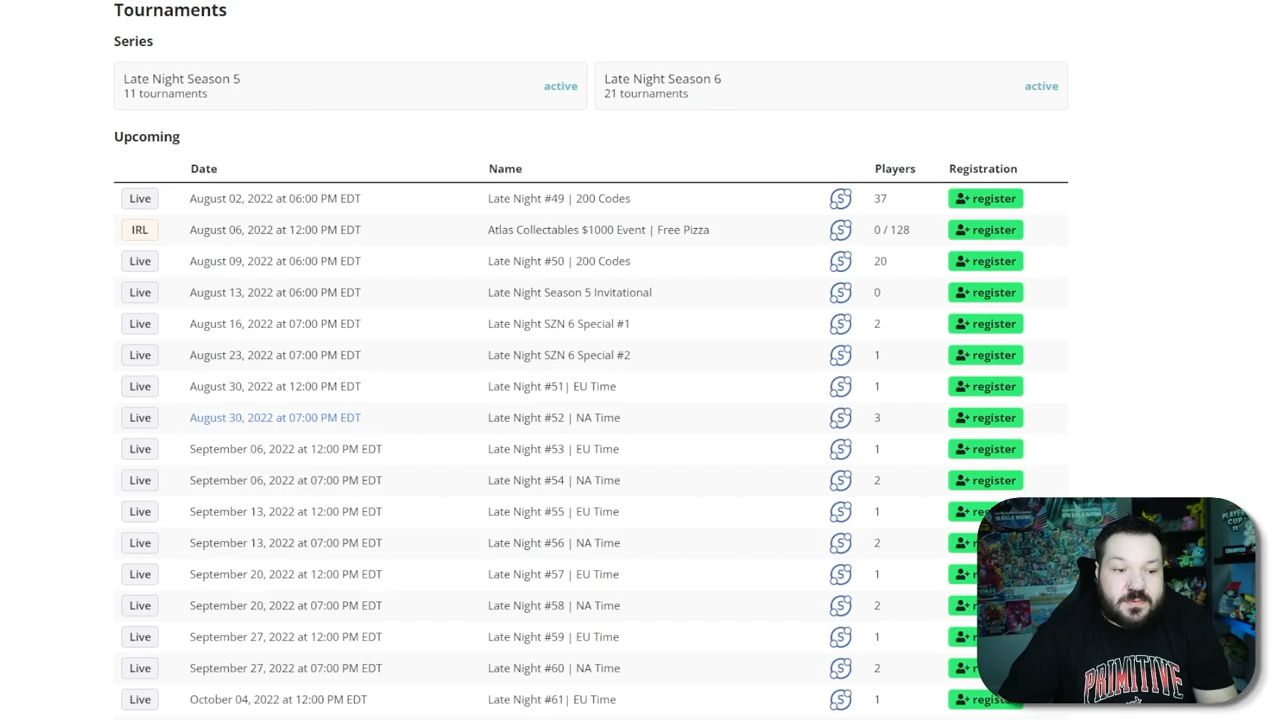 Tournaments
Series
Late Night Season 5
11 tournaments
active
Late Night Season 6
21 tournaments
active
Upcoming
Date Name Players Registration
Live August 02, 2022 at 06:00 PM EDT Late Night #49 | 200 Codes 37 register
IRL August 06, 2022 at 12:00 PM EDT Atlas Collectables $1000 Event | Free Pizza 0 / 128 register
Live August 09, 2022 at 06:00 PM EDT Late Night #50 | 200 Codes 20 register
Live August 13, 2022 at 06:00 PM EDT Late Night Season 5 Invitational 0 register
Live August 16, 2022 at 07:00 PM EDT Late Night SZN 6 Special #1 2 register
Live August 23, 2022 at 07:00 PM EDT Late Night SZN 6 Special #2 1 register
Live August 30, 2022 at 12:00 PM EDT Late Night #51| EU Time 1 register
Live August 30, 2022 at 07:00 PM EDT Late Night #52 | NA Time 3 register
Live September 06, 2022 at 12:00 PM EDT Late Night #53 | EU Time 1 register
Live September 06, 2022 at 07:00 PM EDT Late Night #54 | NA Time 2 register
Live September 13, 2022 at 12:00 PM EDT Late Night #55 | EU Time 1 re
Live September 13, 2022 at 07:00 PM EDT Late Night #56 | NA Time 2 r
Live September 20, 2022 at 12:00 PM EDT Late Night #57 | EU Time 1 r
Live September 20, 2022 at 07:00 PM EDT Late Night #58 | NA Time 2 r
Live September 27, 2022 at 12:00 PM EDT Late Night #59 | EU Time 1 r
Live September 27, 2022 at 07:00 PM EDT Late Night #60 | NA Time 2 r
Live October 04, 2022 at 12:00 PM EDT Late Night #61| EU Time 1 regist
PLAYERS
CUP
CHAMPION
PRIMITIVE